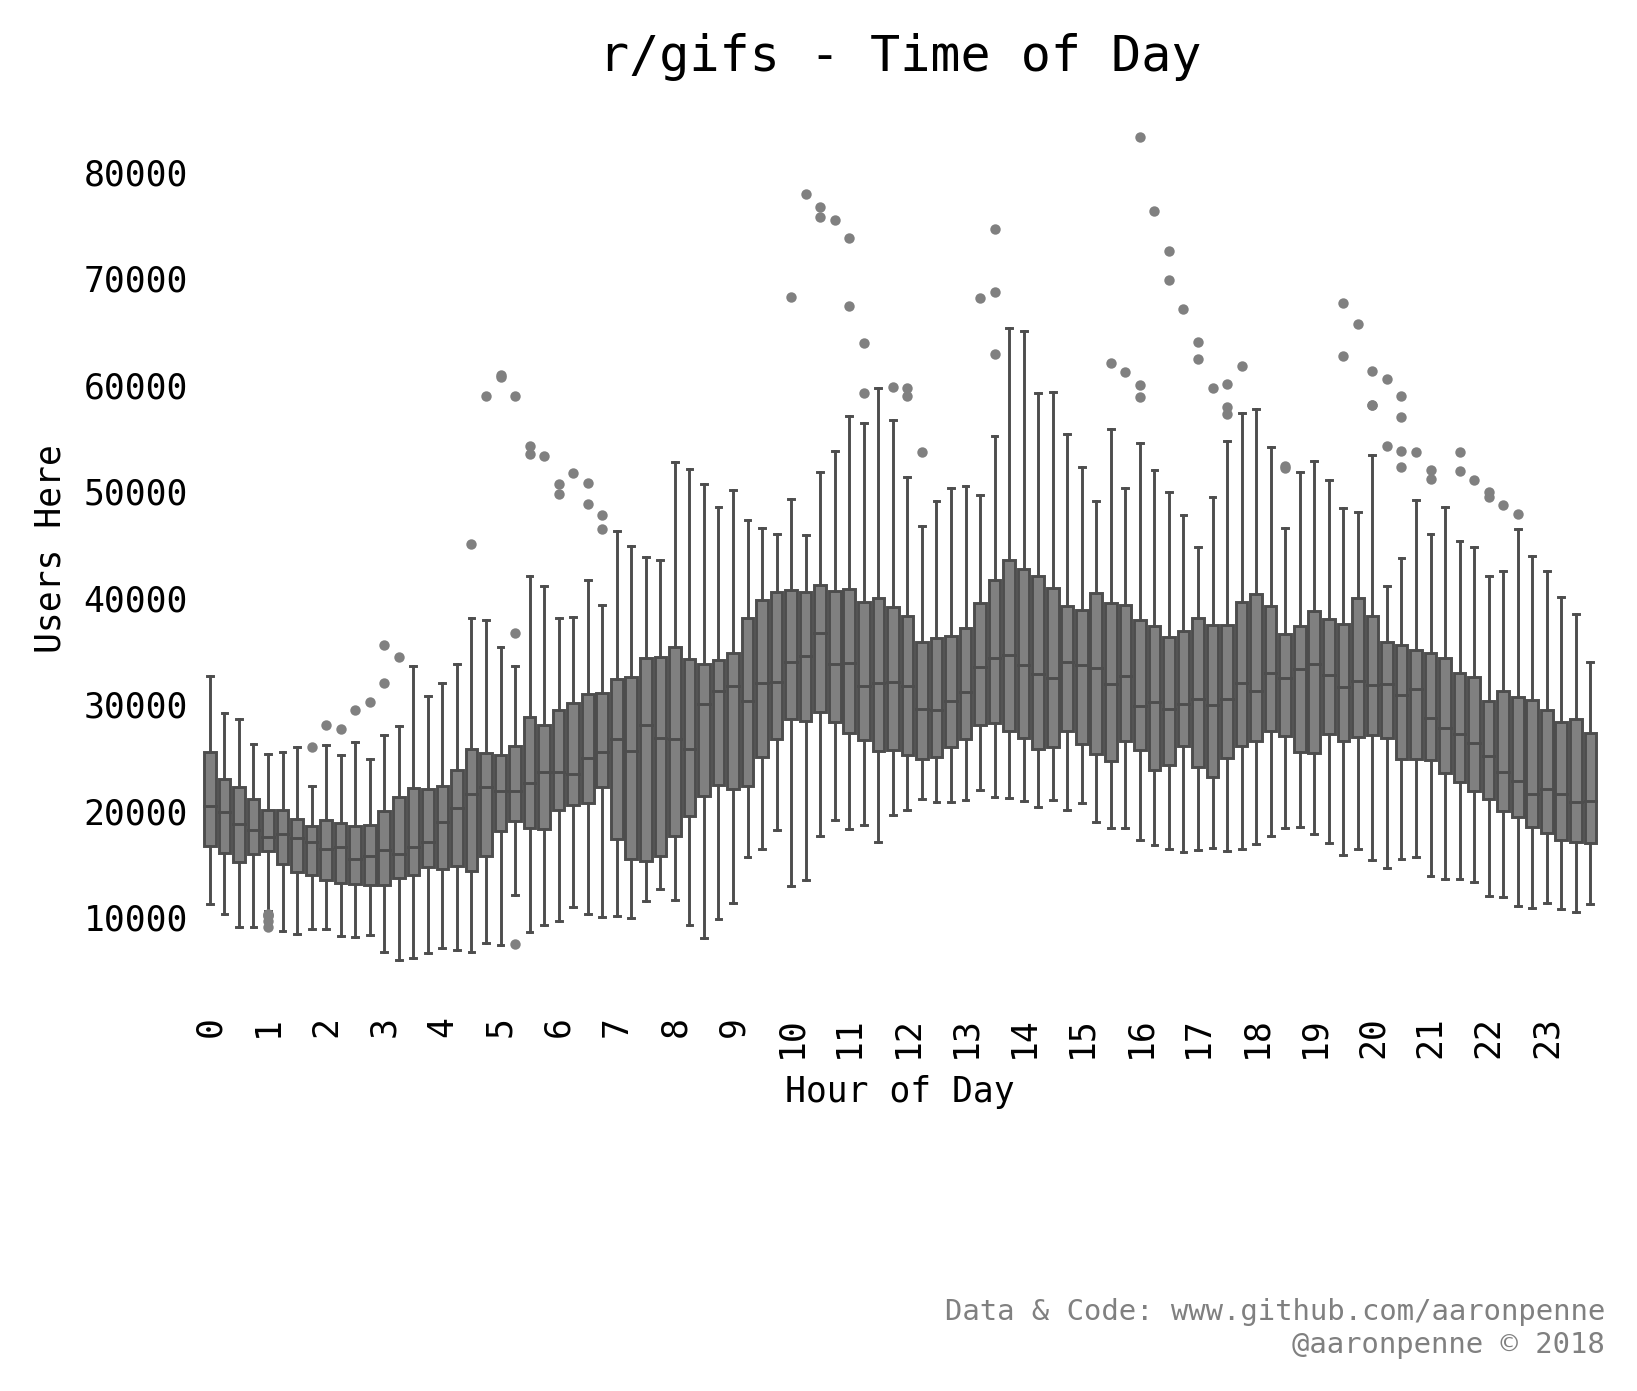 r/gifs - Time of Day
80000
70000
60000
50000
40000
30000
20000
10000
Users Here
0 1 2 3 4 5 6 7 8 9 10 11 12 13 14 15 16 17 18 19 20 21 22 23
Hour of Day
Data & Code: www.github.com/aaronpenne
@aaronpenne © 2018